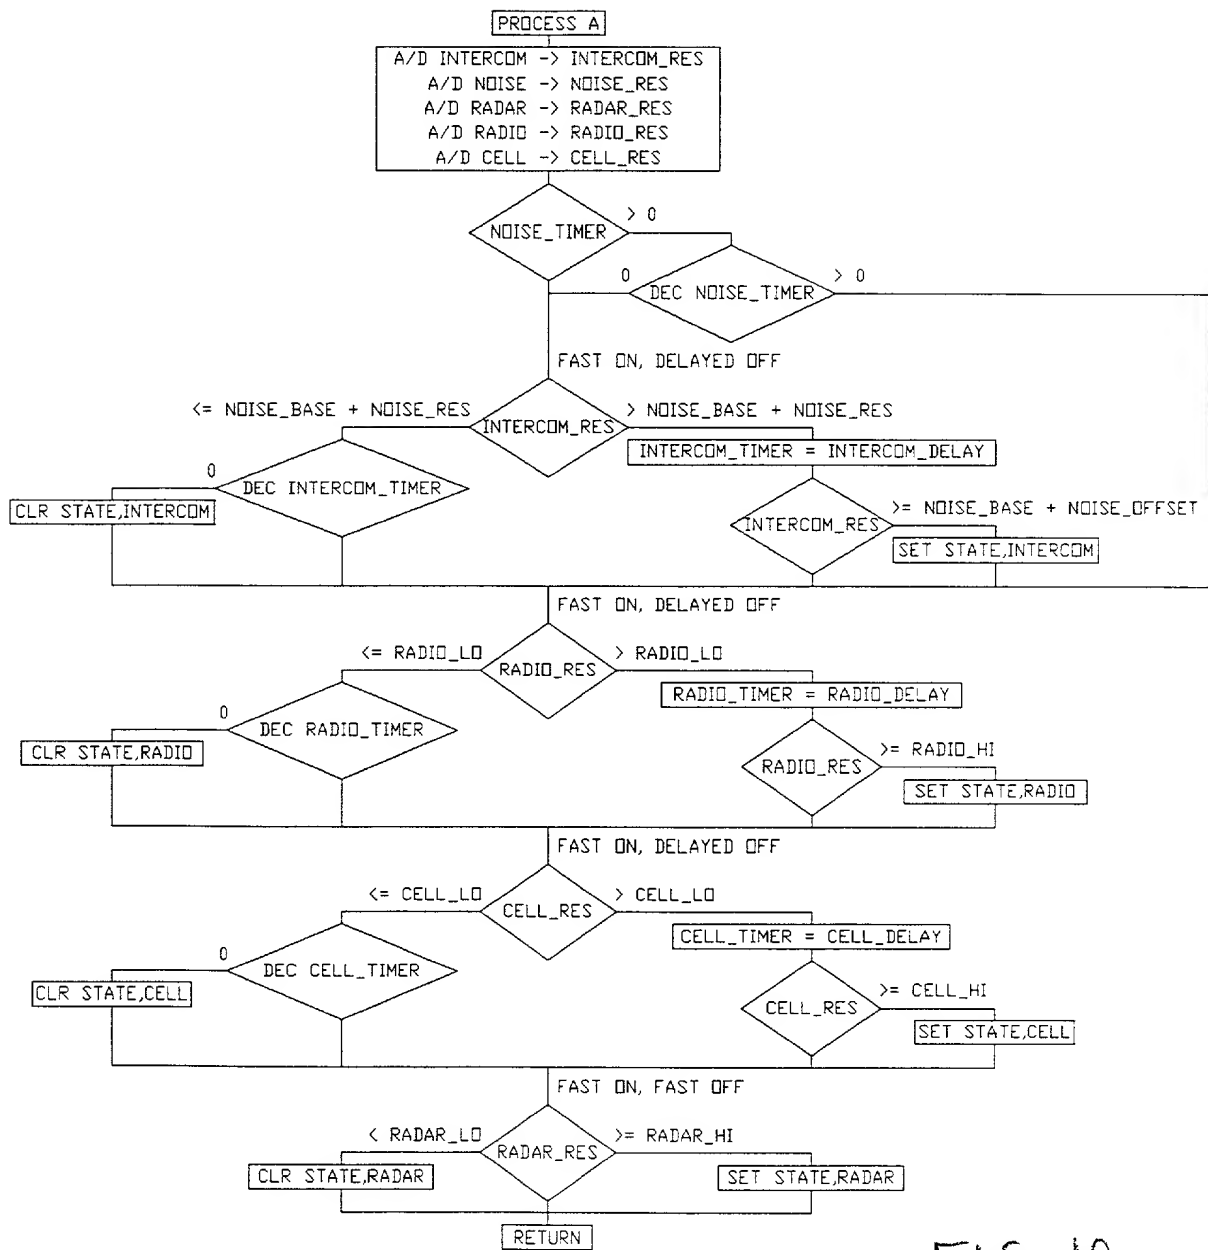 PROCESS A
A/D INTERCOM -> INTERCOM_RES
A/D NOISE -> NOISE_RES
A/D RADAR -> RADAR_RES
A/D RADIO -> RADIO_RES
A/D CELL -> CELL_RES
NOISE_TIMER
> 0
0
DEC NOISE_TIMER
> 0
FAST ON, DELAYED OFF
<= NOISE_BASE + NOISE_RES
INTERCOM_RES
> NOISE_BASE + NOISE_RES
INTERCOM_TIMER = INTERCOM_DELAY
0
DEC INTERCOM_TIMER
CLR STATE,INTERCOM
INTERCOM_RES
>= NOISE_BASE + NOISE_OFFSET
SET STATE,INTERCOM
FAST ON, DELAYED OFF
<= RADIO_LO
RADIO_RES
> RADIO_LO
RADIO_TIMER = RADIO_DELAY
0
DEC RADIO_TIMER
CLR STATE,RADIO
RADIO_RES
>= RADIO_HI
SET STATE,RADIO
FAST ON, DELAYED OFF
<= CELL_LO
CELL_RES
> CELL_LO
CELL_TIMER = CELL_DELAY
0
DEC CELL_TIMER
CLR STATE,CELL
CELL_RES
>= CELL_HI
SET STATE,CELL
FAST ON, FAST OFF
< RADAR_LO
RADAR_RES
>= RADAR_HI
CLR STATE,RADAR
SET STATE,RADAR
RETURN